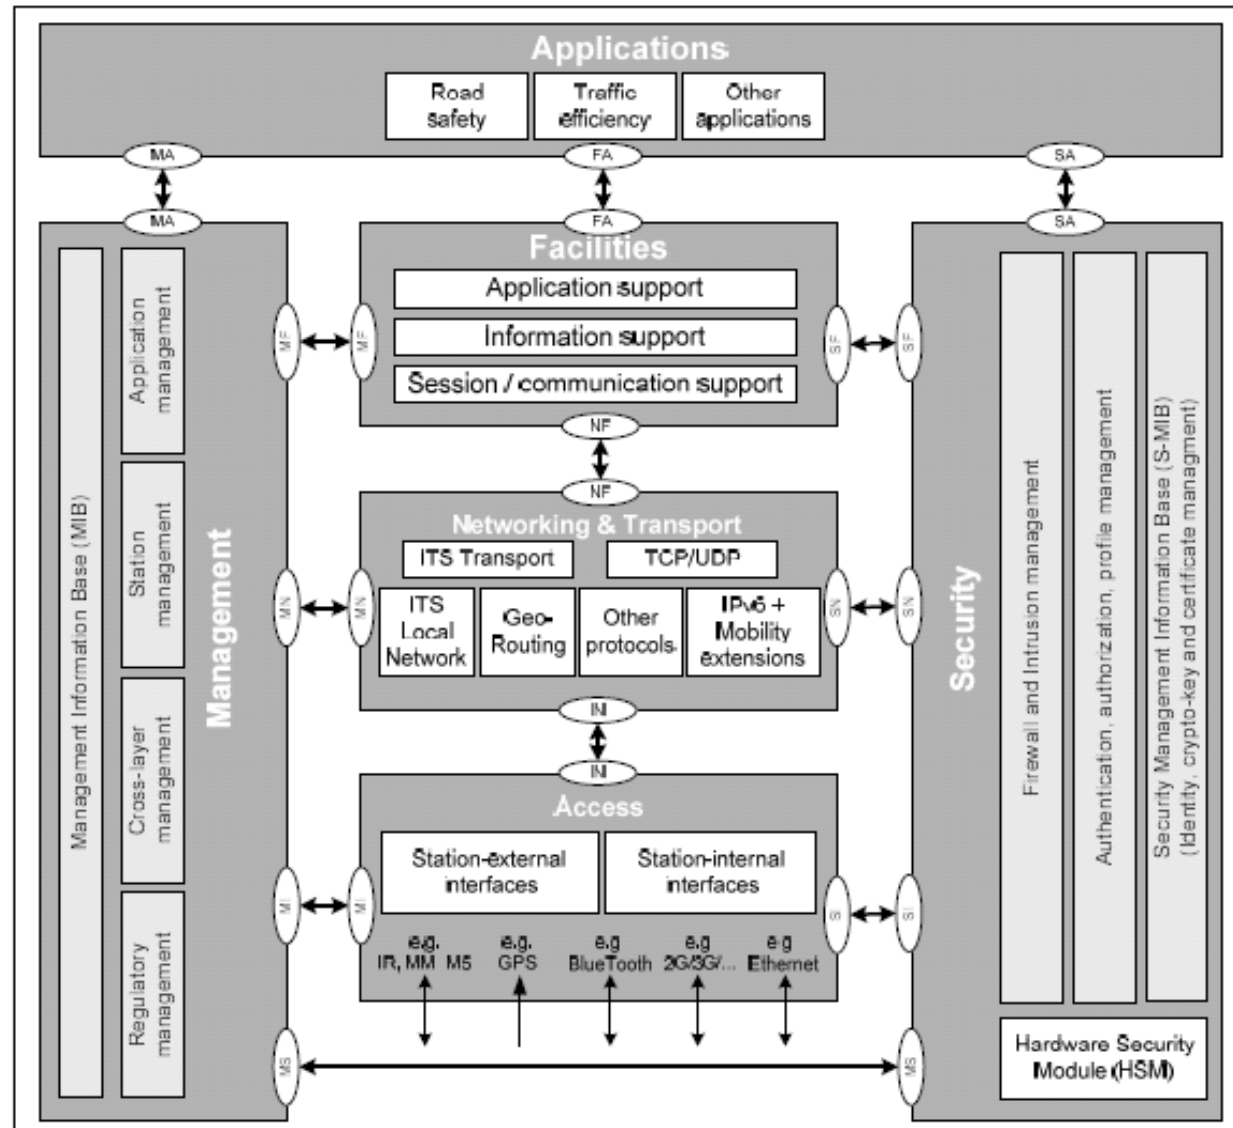 Applications
Road
safety
Traffic
efficiency
Other
applications
MA
FA
SA
MA
FA
SA
Management
Management Information Base (MIB)
Application
management
Station
management
Cross-layer
management
Regulatory
management
MF
MF
MN
MN
MI
MI
MS
Facilities
Application support
Information support
Session / communication support
NF
NF
Networking & Transport
ITS Transport
TCP/UDP
ITS
Local
Network
Geo-
Routing
Other
protocols
IPv6 +
Mobility
extensions
IN
IN
Access
Station-external
interfaces
Station-internal
interfaces
e.g.
IR, MM M5
e.g.
GPS
e.g
BlueTooth
e.g
2G/3G/...
e.g
Ethernet
SF
SF
SN
SN
SI
SI
MS
Security
Firewall and Intrusion management
Authentication, authorization, profile management
Security Management Information Base (S-MIB)
(Identity, crypto-key and certificate managment)
Hardware Security
Module (HSM)